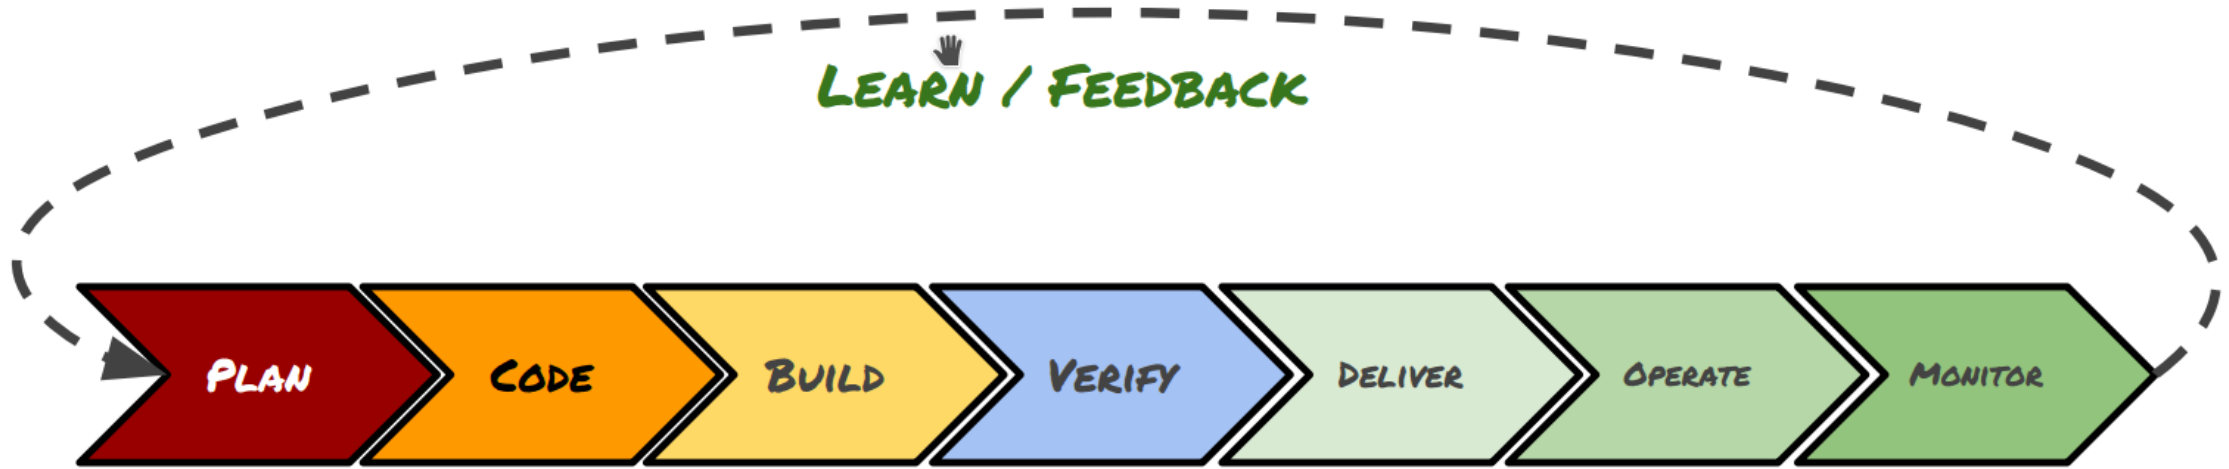 LEARN / FEEDBACK
PLAN
CODE
BUILD
VERIFY
DELIVER
OPERATE
MONITOR